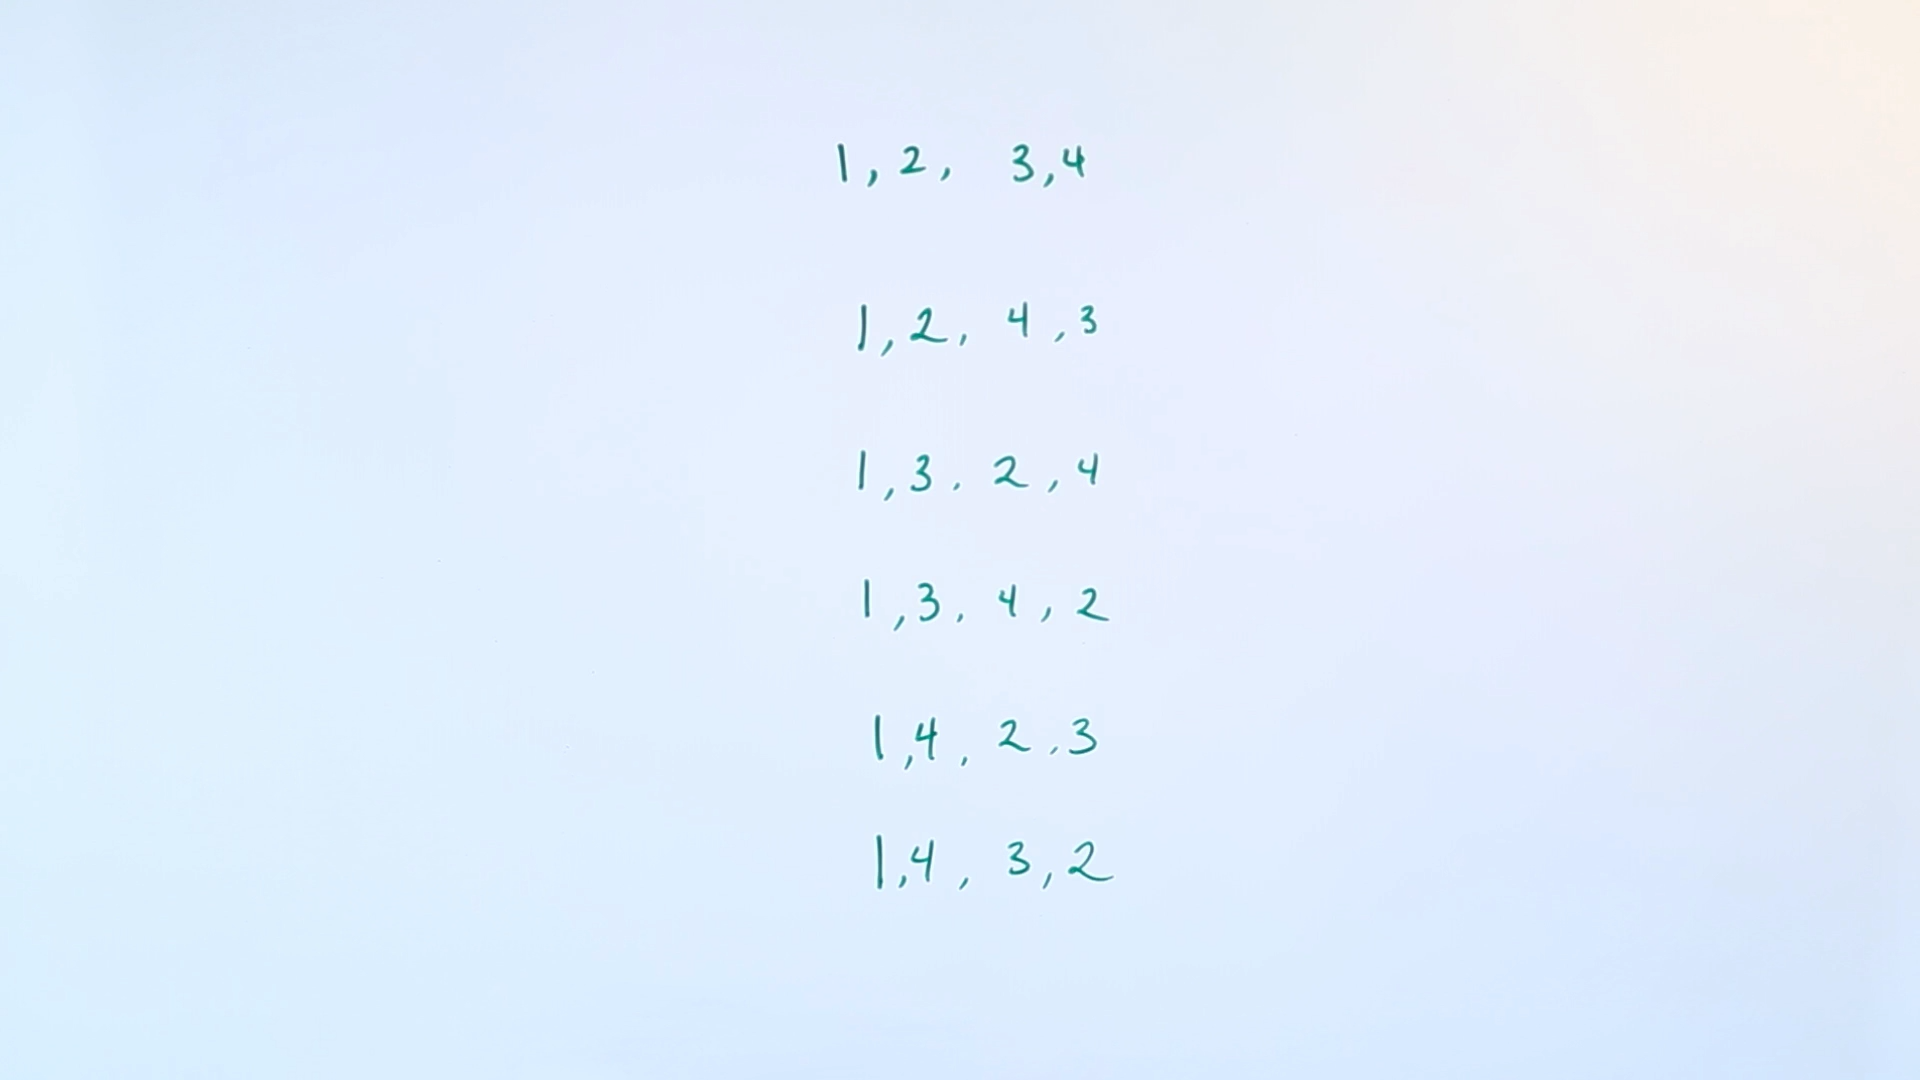 1, 2, 3, 4
1, 2, 4, 3
1, 3, 2, 4
1, 3, 4, 2
1, 4, 2, 3
1, 4, 3, 2